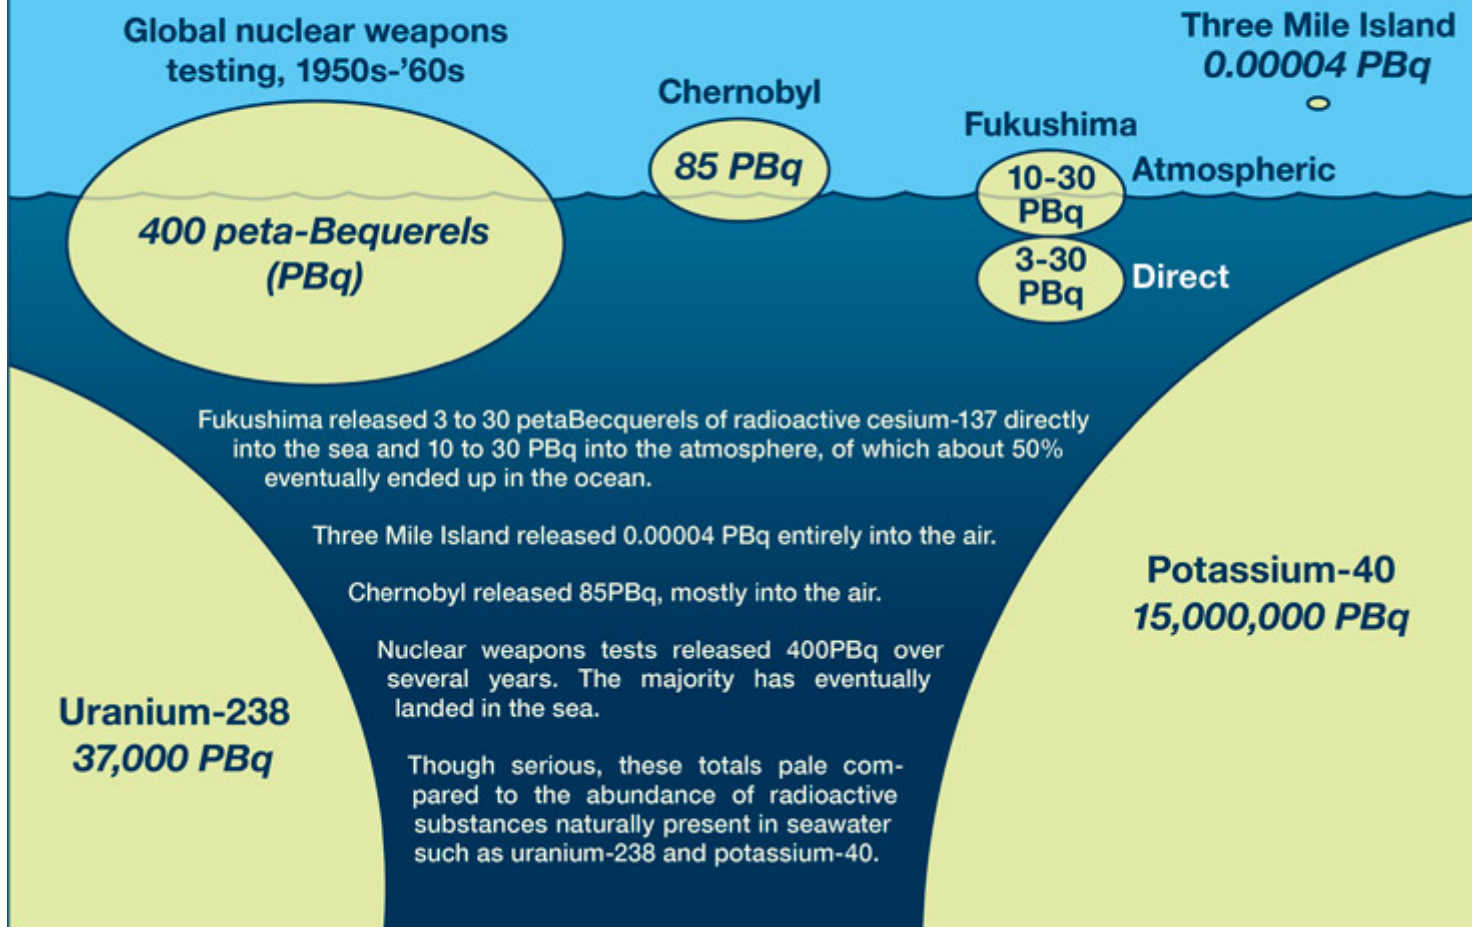 Global nuclear weapons
testing, 1950s-’60s
400 peta-Bequerels
(PBq)
Chernobyl
85 PBq
Fukushima
10-30
PBq
Atmospheric
3-30
PBq
Direct
Three Mile Island
0.00004 PBq
Fukushima released 3 to 30 petaBecquerels of radioactive cesium-137 directly
into the sea and 10 to 30 PBq into the atmosphere, of which about 50%
eventually ended up in the ocean.
Three Mile Island released 0.00004 PBq entirely into the air.
Chernobyl released 85PBq, mostly into the air.
Nuclear weapons tests released 400PBq over
several years. The majority has eventually
landed in the sea.
Though serious, these totals pale com-
pared to the abundance of radioactive
substances naturally present in seawater
such as uranium-238 and potassium-40.
Uranium-238
37,000 PBq
Potassium-40
15,000,000 PBq